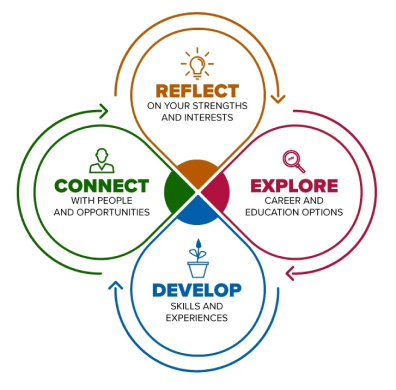 REFLECT
ON YOUR STRENGTHS
AND INTERESTS
CONNECT
WITH PEOPLE
AND OPPORTUNITIES
EXPLORE
CAREER AND
EDUCATION OPTIONS
DEVELOP
SKILLS AND
EXPERIENCES